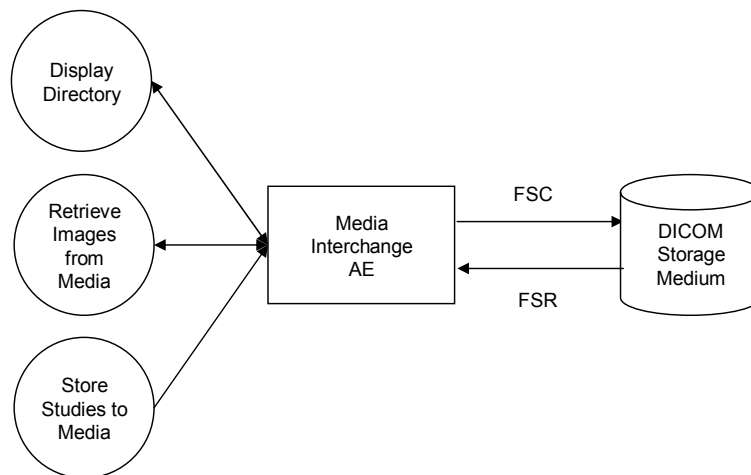 Display
Directory
Retrieve
Images
from
Media
Store
Studies to
Media
Media
Interchange
AE
FSC
FSR
DICOM
Storage
Medium